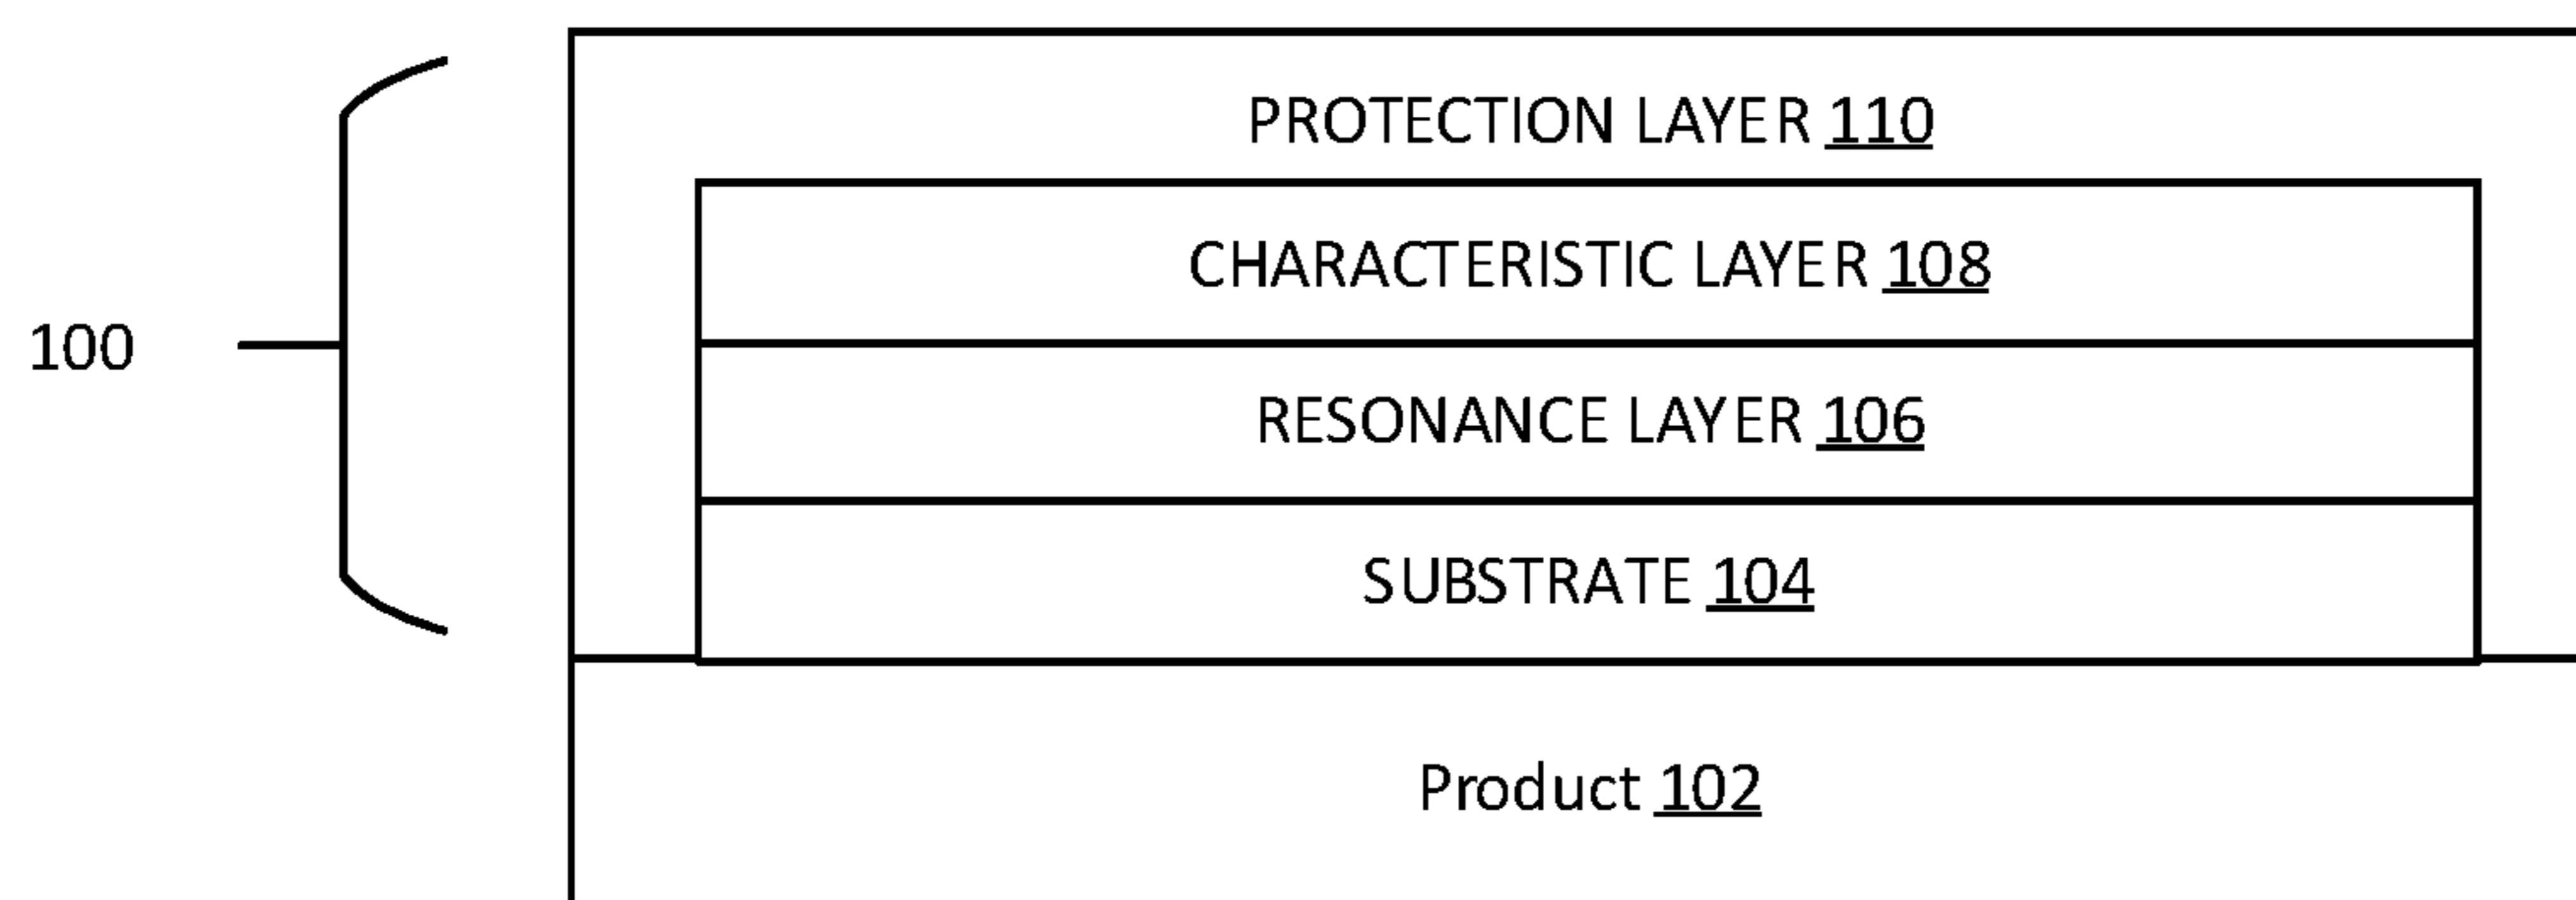 PROTECTION LAYER 110
CHARACTERISTIC LAYER 108
100
RESONANCE LAYER 106
SUBSTRATE 104
Product 102